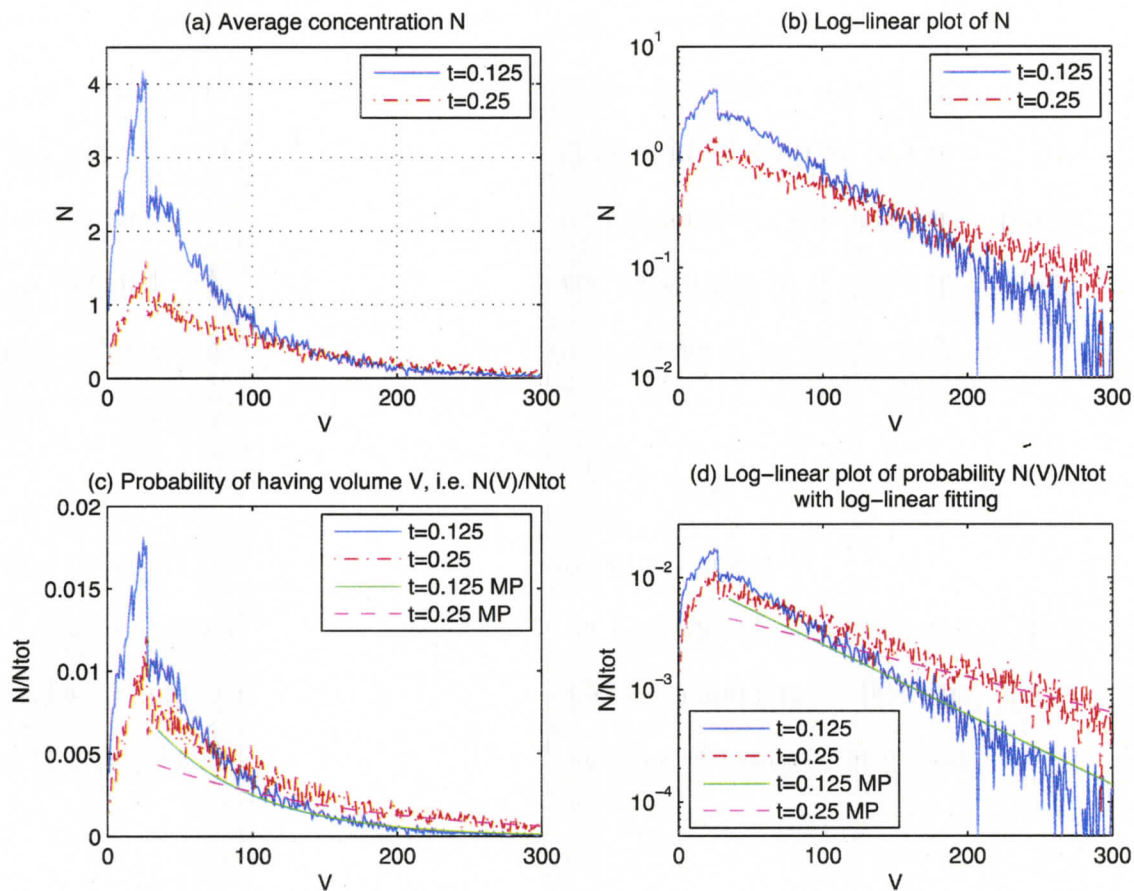 (a) Average concentration N
4
3
2
1
0
N
0
100
200
300
V
t=0.125
t=0.25
(b) Log-linear plot of N
10^1
10^0
10^-1
10^-2
N
0
100
200
300
V
t=0.125
t=0.25
(c) Probability of having volume V, i.e. N(V)/Ntot
0.02
0.015
0.01
0.005
0
N/Ntot
0
100
200
300
V
t=0.125
t=0.25
t=0.125 MP
t=0.25 MP
(d) Log-linear plot of probability N(V)/Ntot
with log-linear fitting
10^-2
10^-3
10^-4
N/Ntot
0
100
200
300
V
t=0.125
t=0.25
t=0.125 MP
t=0.25 MP